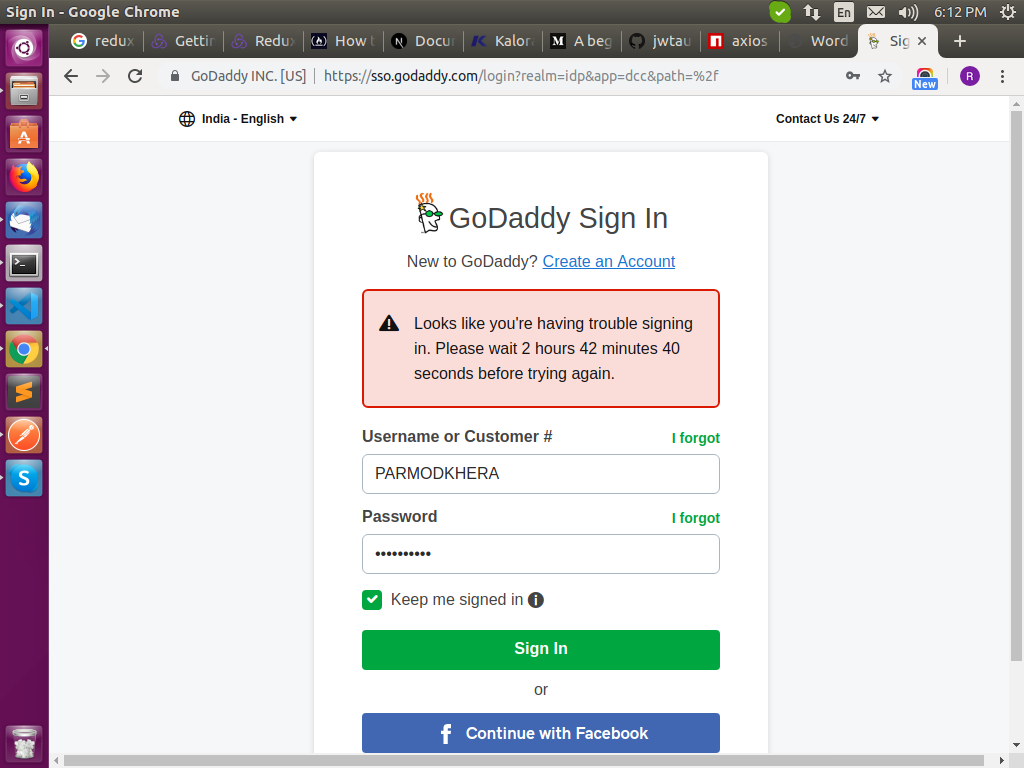 Sign In - Google Chrome
En
6:12 PM
redux
Gettin
Redux
How t
Docu
Kalor
M
A beg
jwtau
axios
Word
Sig
GoDaddy INC. [US]
https://sso.godaddy.com/login?realm=idp&app=dcc&path=%2f
New
R
India - English
Contact Us 24/7
GoDaddy Sign In
New to GoDaddy? Create an Account
Looks like you're having trouble signing
in. Please wait 2 hours 42 minutes 40
seconds before trying again.
Username or Customer #
I forgot
PARMODKHERA
Password
I forgot
••••••••••
Keep me signed in
Sign In
or
Continue with Facebook